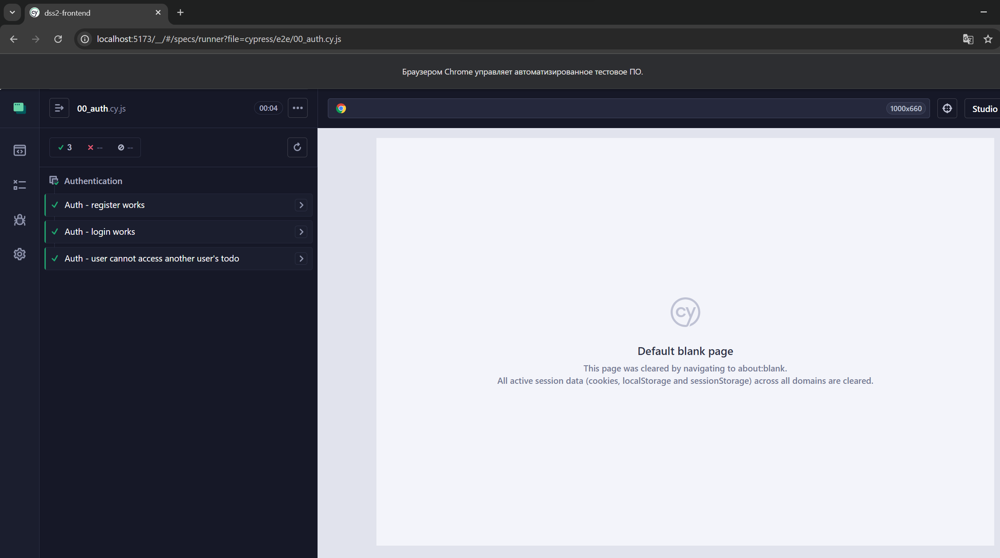 dss2-frontend
localhost:5173/__/#/specs/runner?file=cypress/e2e/00_auth.cy.js
Браузером Chrome управляет автоматизированное тестовое ПО.
00_auth.cy.js
00:04
1000x660
Studio
3 -- --
Authentication
Auth - register works
Auth - login works
Auth - user cannot access another user's todo
cy
Default blank page
This page was cleared by navigating to about:blank.
All active session data (cookies, localStorage and sessionStorage) across all domains are cleared.